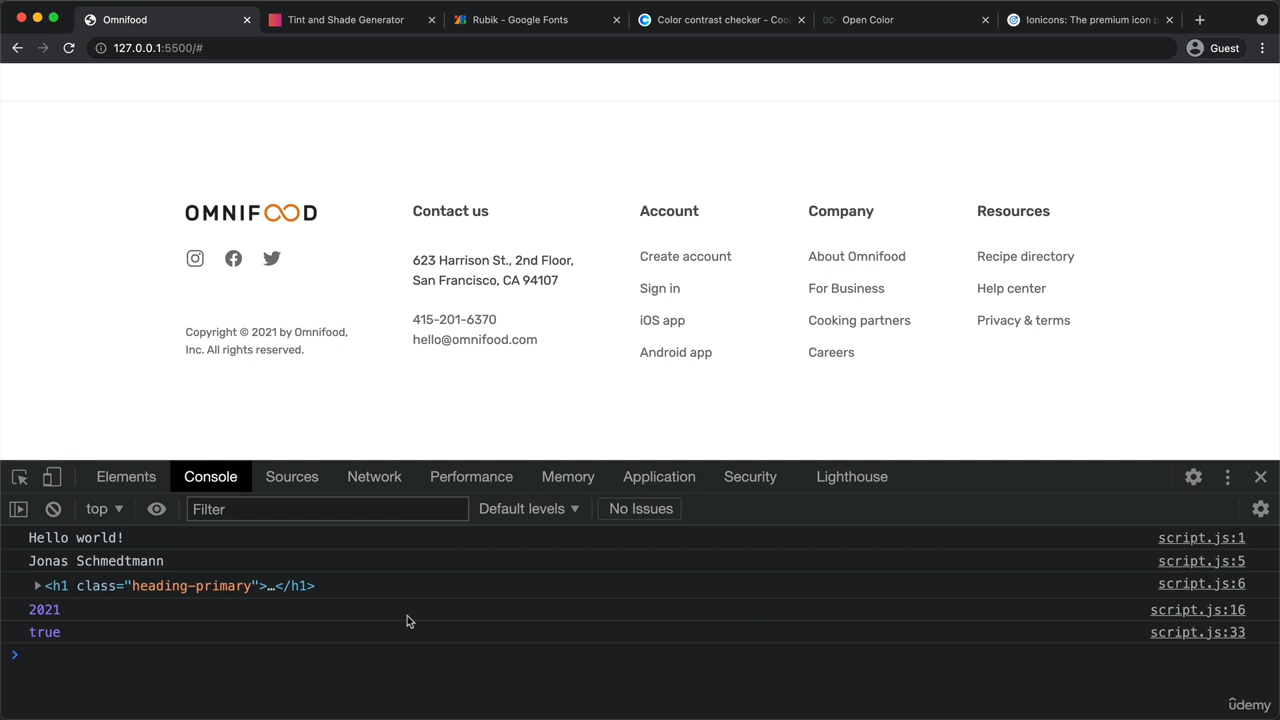 Omnifood
Tint and Shade Generator
Rubik - Google Fonts
Color contrast checker - Coo
Open Color
Ionicons: The premium icon p
127.0.0.1:5500/#
Guest
OMNIFOOD
Copyright © 2021 by Omnifood,
Inc. All rights reserved.
Contact us
623 Harrison St., 2nd Floor,
San Francisco, CA 94107
415-201-6370
hello@omnifood.com
Account
Create account
Sign in
iOS app
Android app
Company
About Omnifood
For Business
Cooking partners
Careers
Resources
Recipe directory
Help center
Privacy & terms
Elements Console Sources Network Performance Memory Application Security Lighthouse
top Filter Default levels No Issues
Hello world! script.js:1
Jonas Schmedtmann script.js:5
<h1 class="heading-primary">…</h1> script.js:6
2021 script.js:16
true script.js:33
udemy